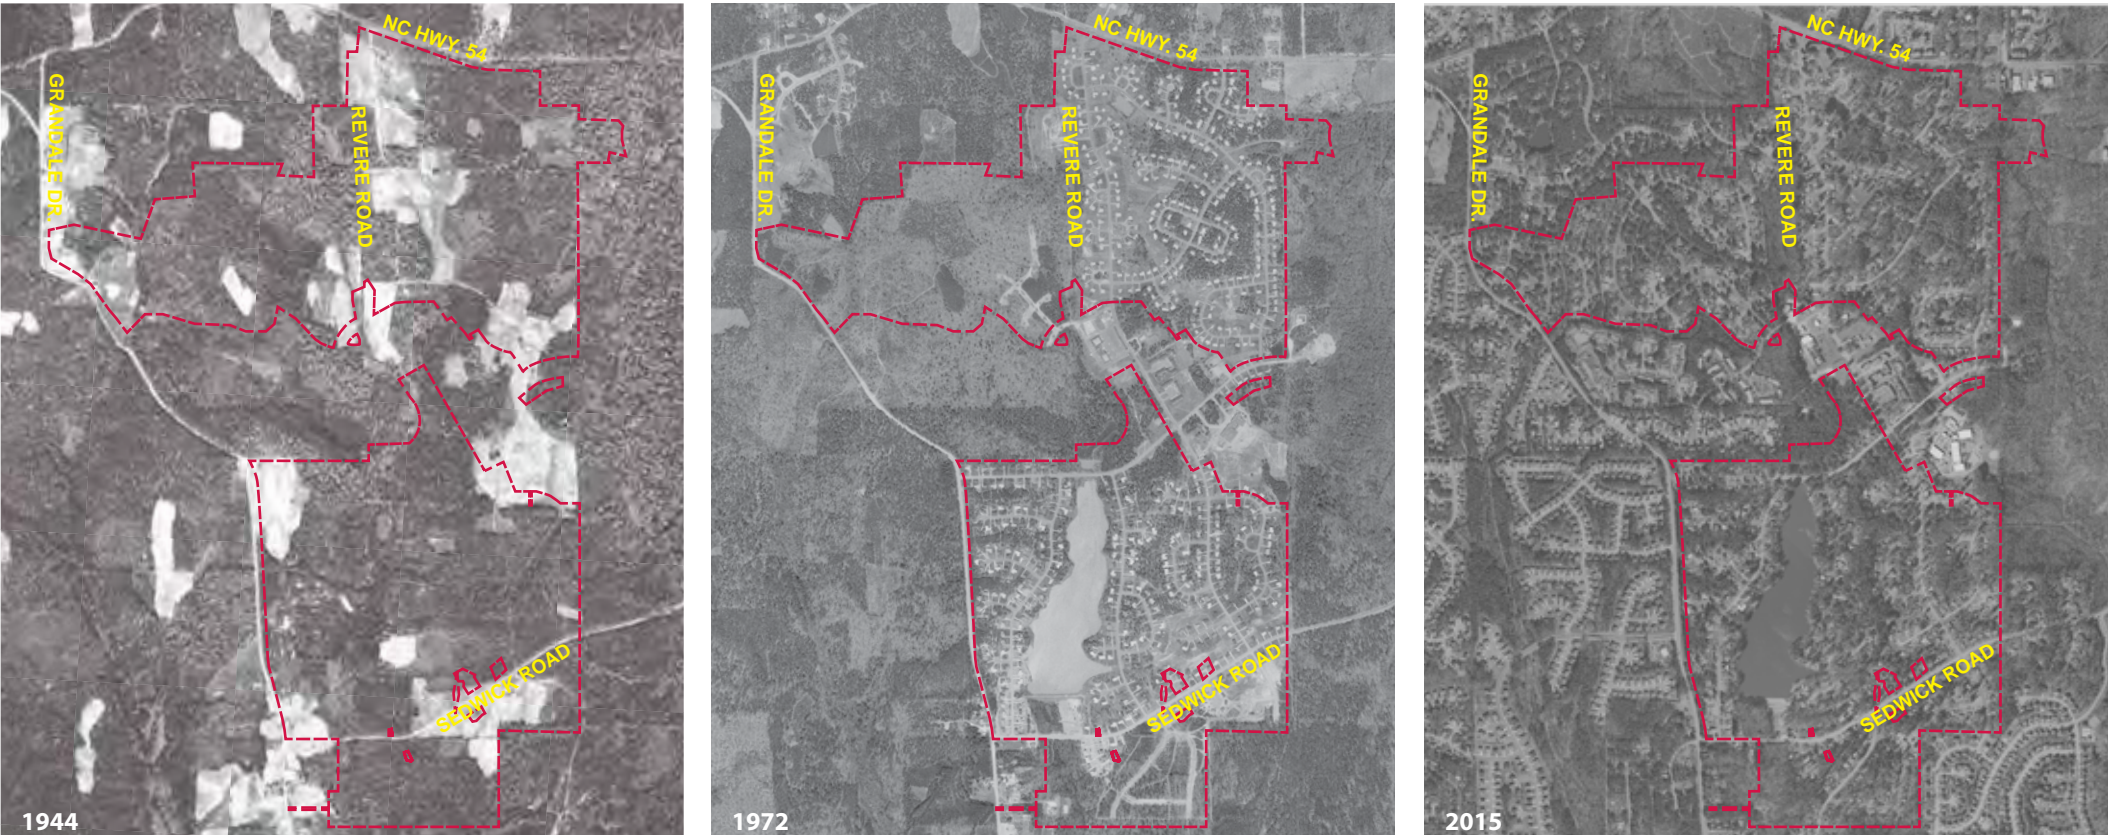 NC HWY. 54
GRANDALE DR.
REVERE ROAD
SEDWICK ROAD
1944
NC HWY. 54
GRANDALE DR.
REVERE ROAD
SEDWICK ROAD
1972
NC HWY. 54
GRANDALE DR.
REVERE ROAD
SEDWICK ROAD
2015